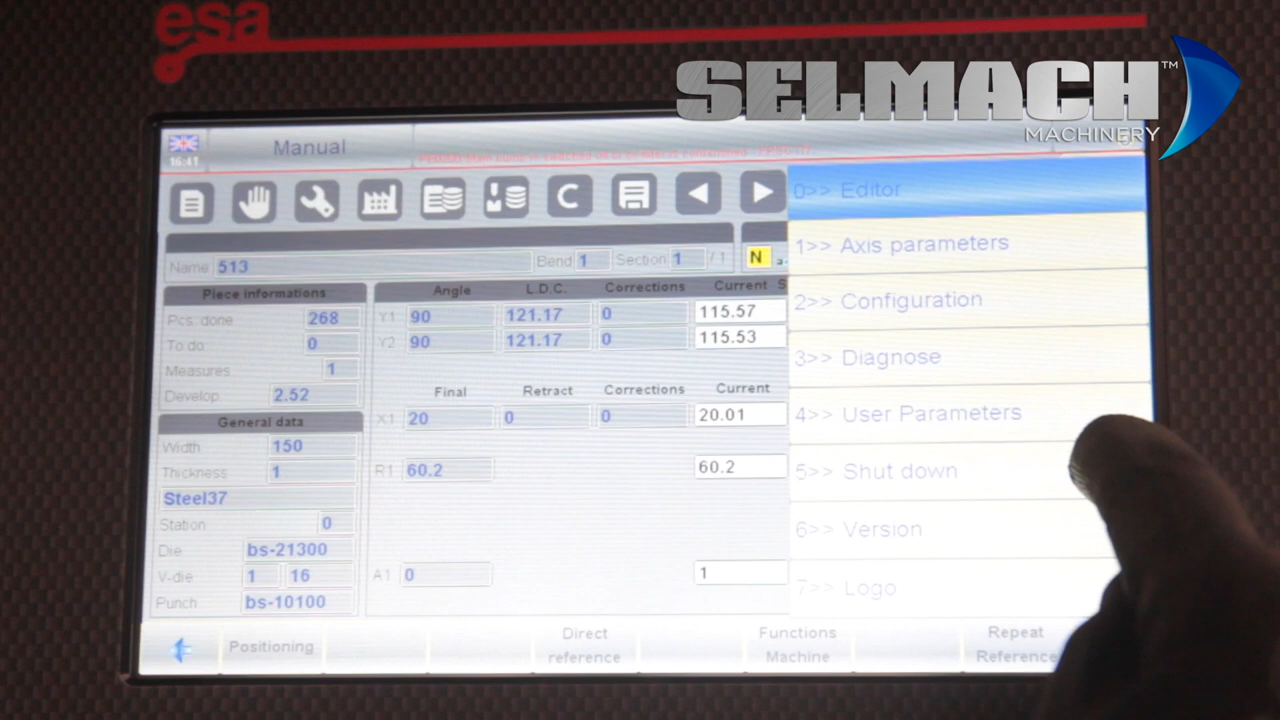 esa
SELMACH™
MACHINERY
16:41
Manual
0>> Editor
1>> Axis parameters
2>> Configuration
3>> Diagnose
4>> User Parameters
5>> Shut down
6>> Version
7>> Logo
C
Name 513 Bend 1 Section 1 / 1 N
Piece informations
Pcs. done 268
To do 0
Measures 1
Develop. 2.52
General data
Width 150
Thickness 1
Steel37
Station 0
Die bs-21300
V-die 1 16
Punch bs-10100
Angle L.D.C. Corrections Current S
Y1 90 121.17 0 115.57
Y2 90 121.17 0 115.53
Final Retract Corrections Current
X1 20 0 0 20.01
R1 60.2 60.2
A1 0 1
Positioning
Direct
reference
Functions
Machine
Repeat
Reference